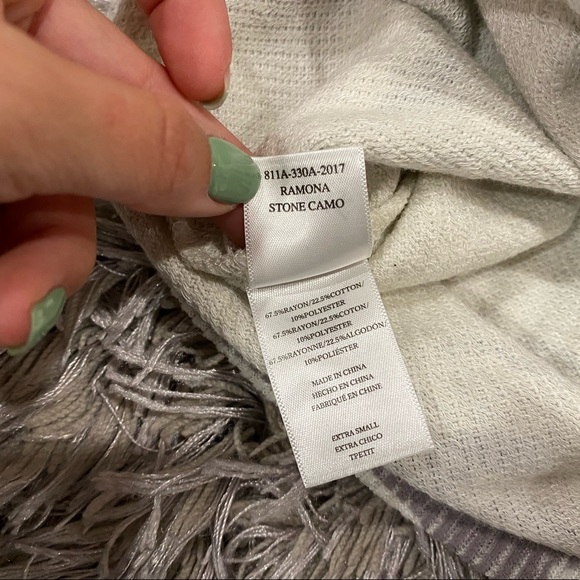 811A-330A-2017
RAMONA
STONE CAMO
67.5%RAYON/22.5%COTTON/
10%POLYESTER
67.5%RAYON/22.5%COTON/
10%POLYESTER
67.5%RAYONNE/22.5%ALGODÓN/
10%POLIÉSTER
MADE IN CHINA
HECHO EN CHINA
FABRIQUÉ EN CHINE
EXTRA SMALL
EXTRA CHICO
TPETIT